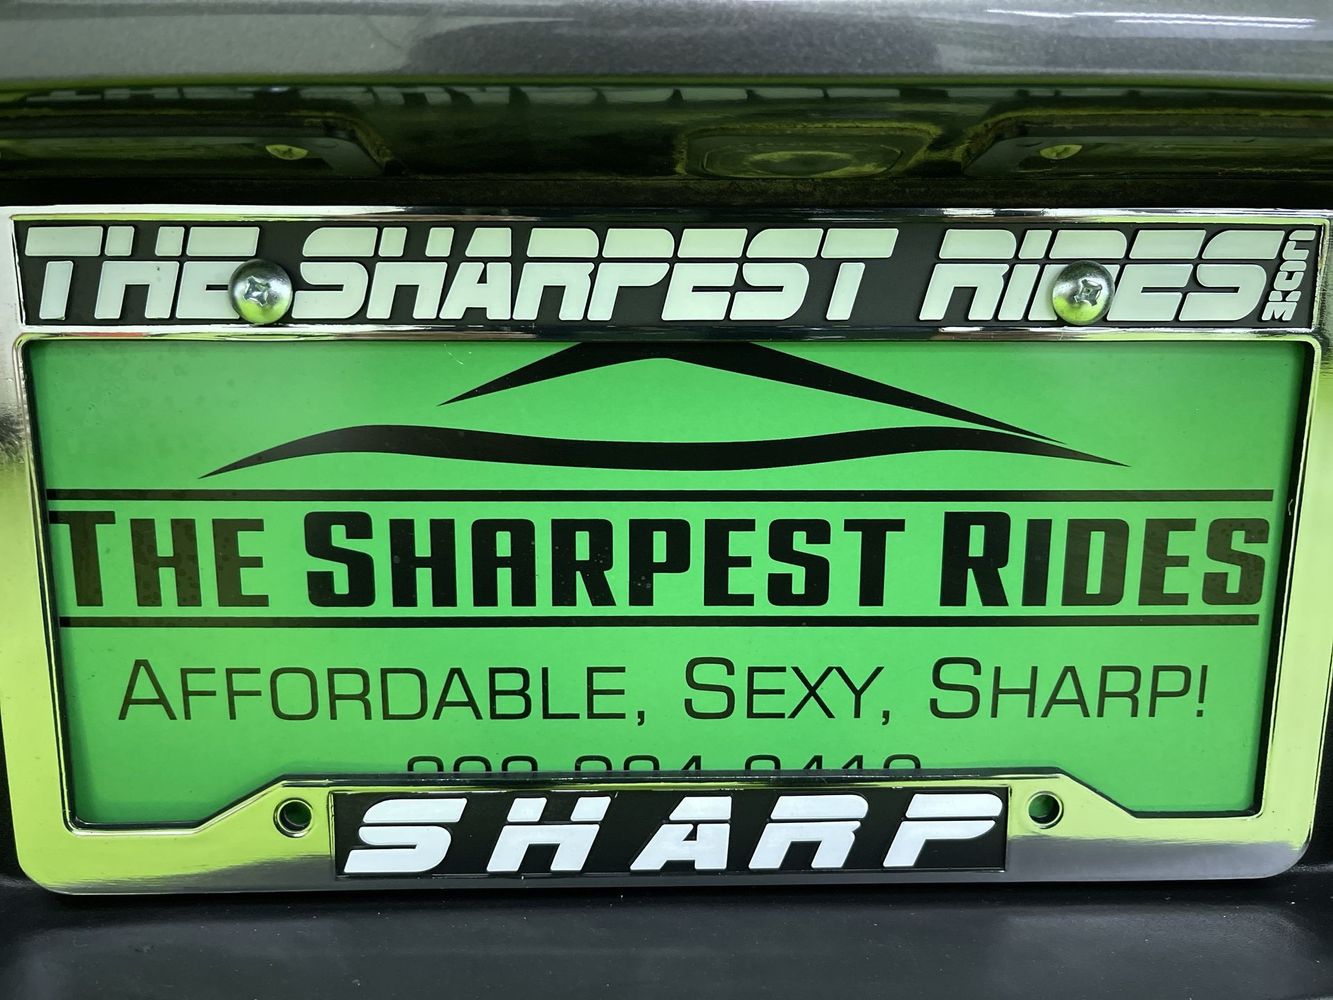 THE SHARPEST RIDES .COM
THE SHARPEST RIDES
AFFORDABLE, SEXY, SHARP!
SHARP